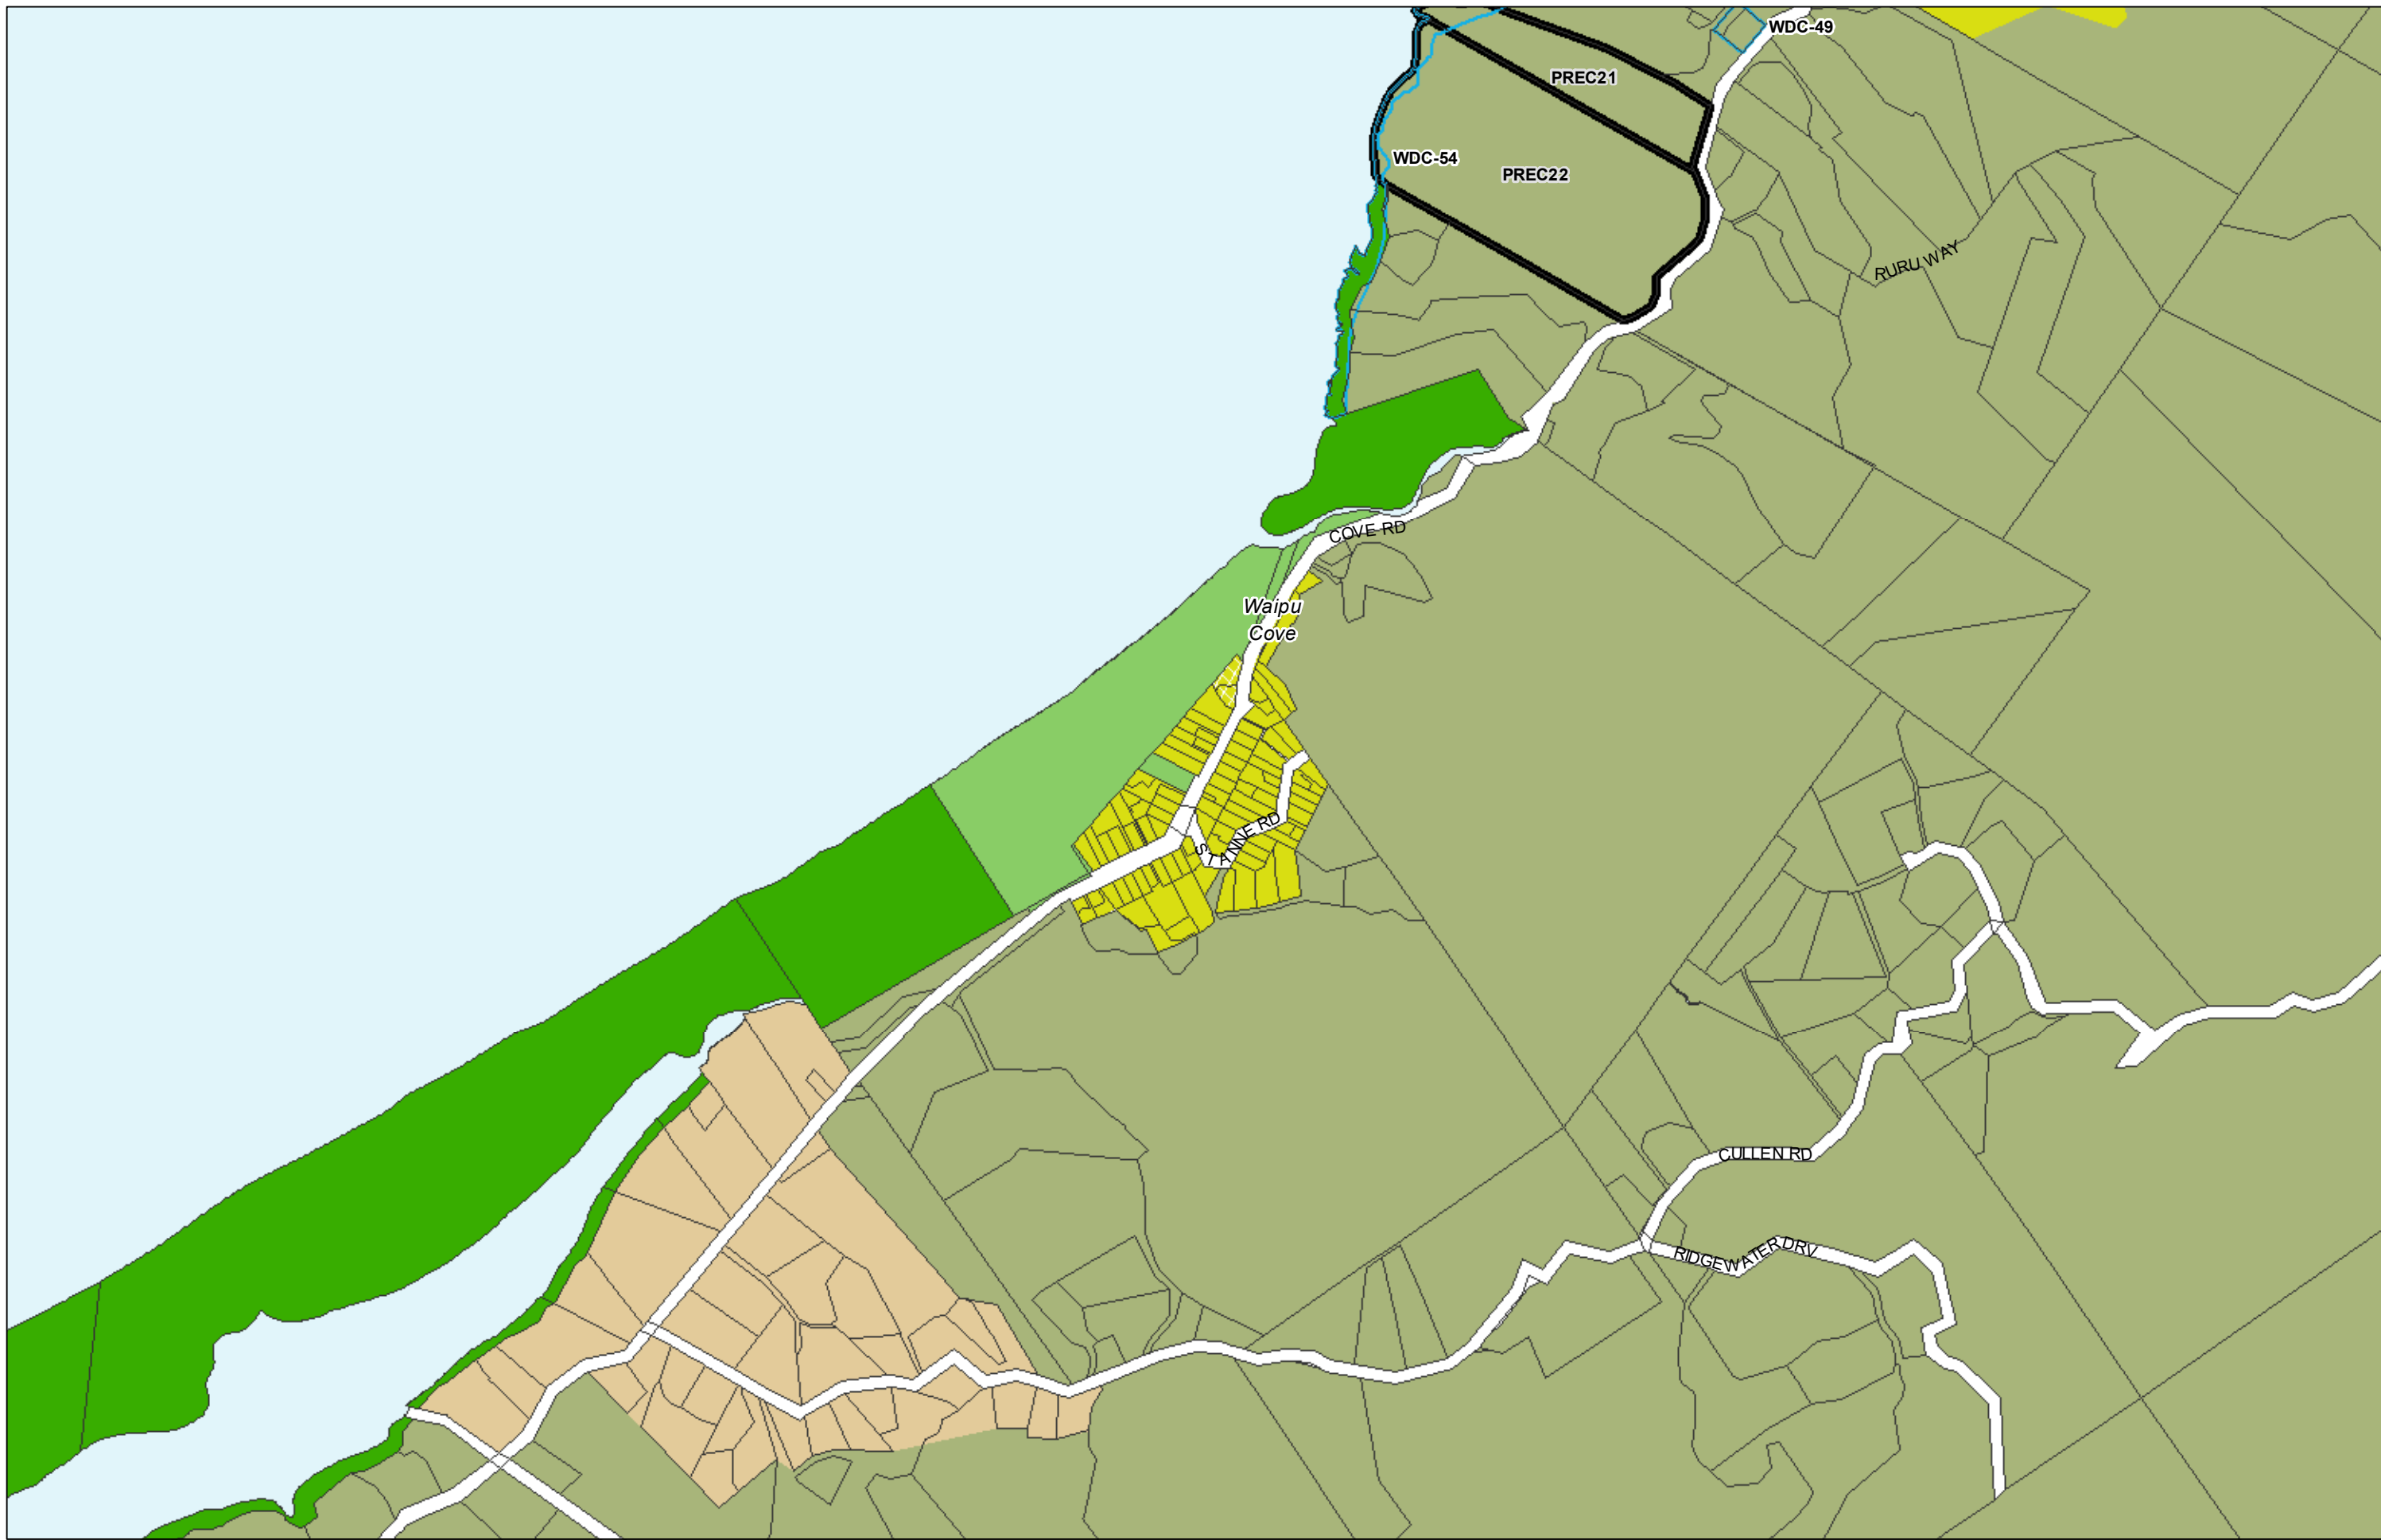 WDC-49
PREC21
WDC-54
PREC22
RURU WAY
COVE RD
Waipu
Cove
ST ANNE RD
CULLEN RD
RIDGEWATER DRV